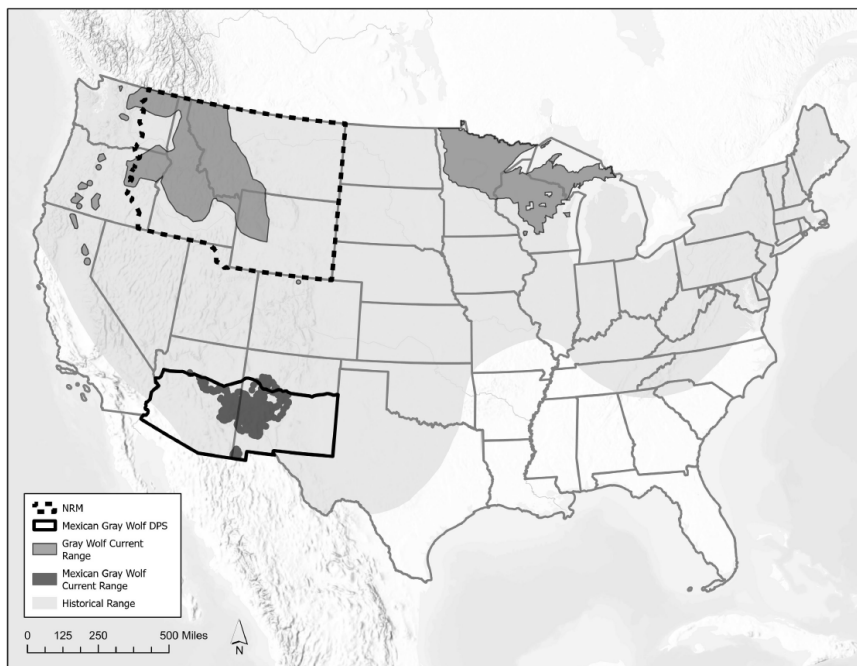 NRM
Mexican Gray Wolf DPS
Gray Wolf Current
Range
Mexican Gray Wolf
Current Range
Historical Range
0 125 250 500 Miles
N